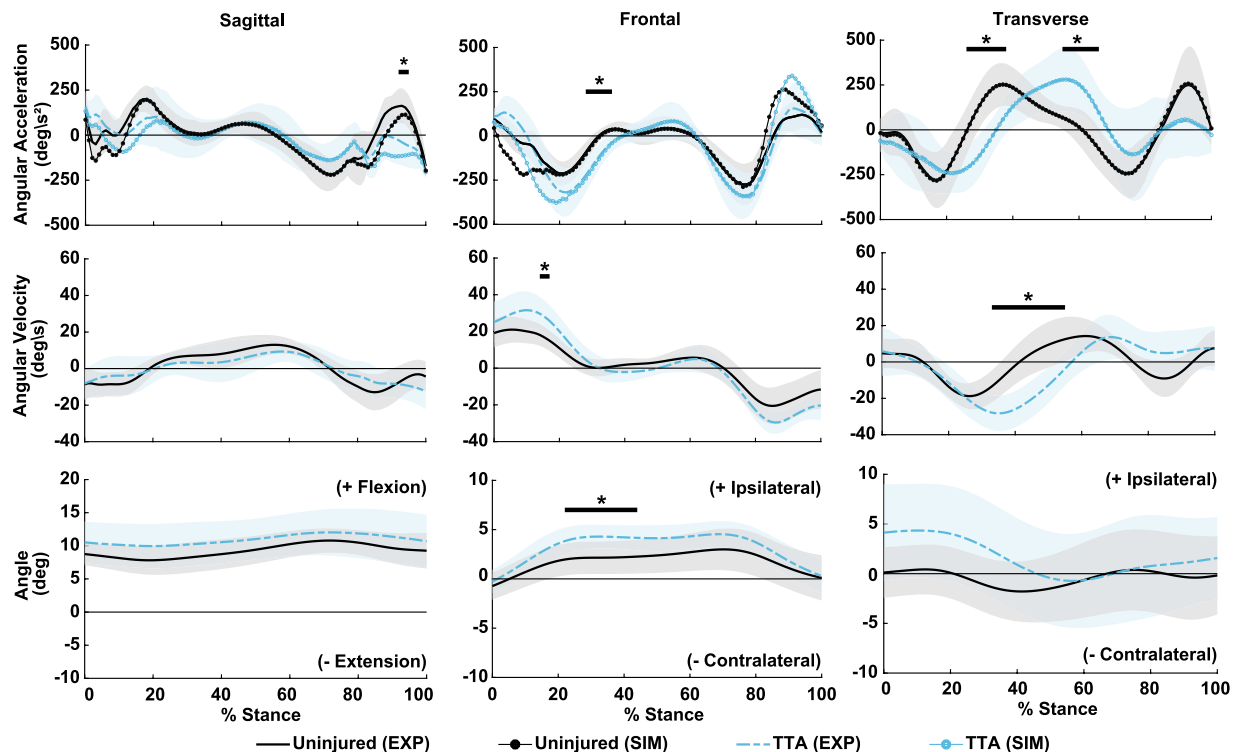 Sagittal Frontal Transverse
Angular Acceleration
(deg\s²)
500
250
0
-250
-500
*
500
250
0
-250
-500
*
500
250
0
-250
-500
* *
Angular Velocity
(deg\s)
60
40
20
0
-20
-40
60
40
20
0
-20
-40
*
60
40
20
0
-20
-40
*
Angle
(deg)
20
15
10
5
0
-5
-10
(+ Flexion)
(- Extension)
0 20 40 60 80 100
% Stance
10
5
0
-5
-10
*
(+ Ipsilateral)
(- Contralateral)
0 20 40 60 80 100
% Stance
10
5
0
-5
-10
(+ Ipsilateral)
(- Contralateral)
0 20 40 60 80 100
% Stance
Uninjured (EXP) Uninjured (SIM) TTA (EXP) TTA (SIM)